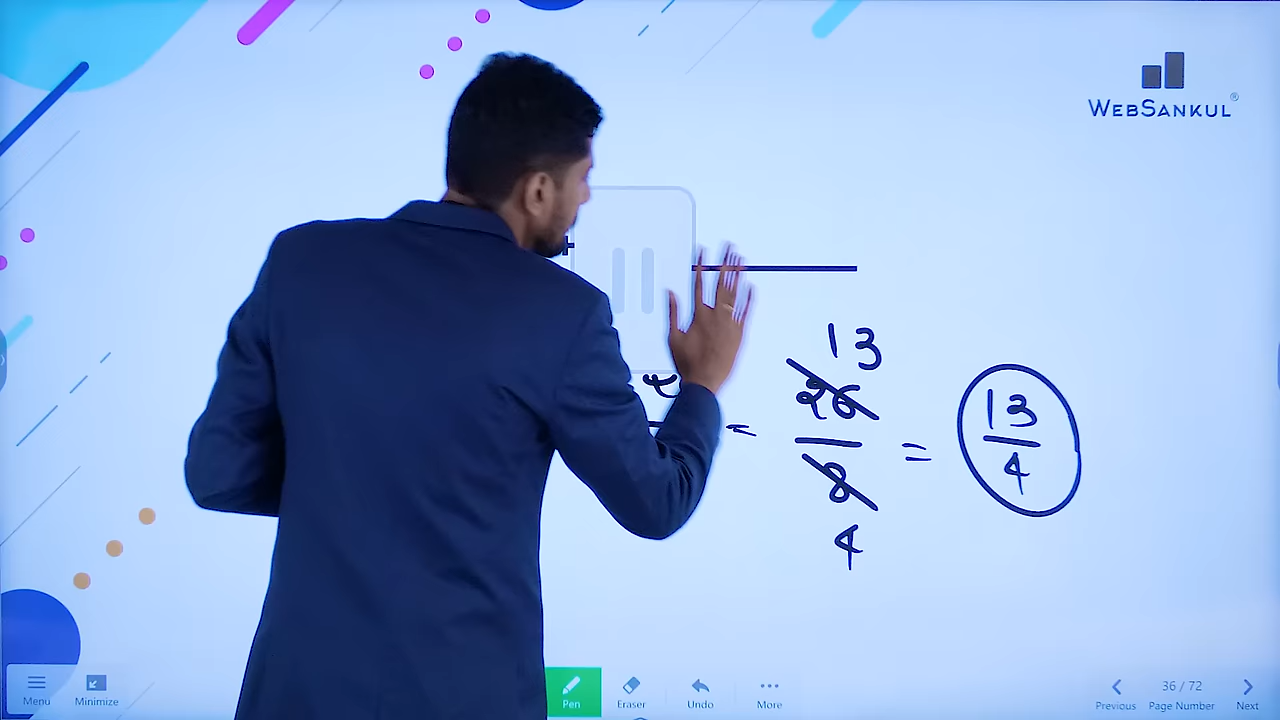 WEBSANKUL®
+
13
26
= — = 13/4
8
4
Menu Minimize Pen Eraser Undo More
36 / 72
Previous Page Number Next